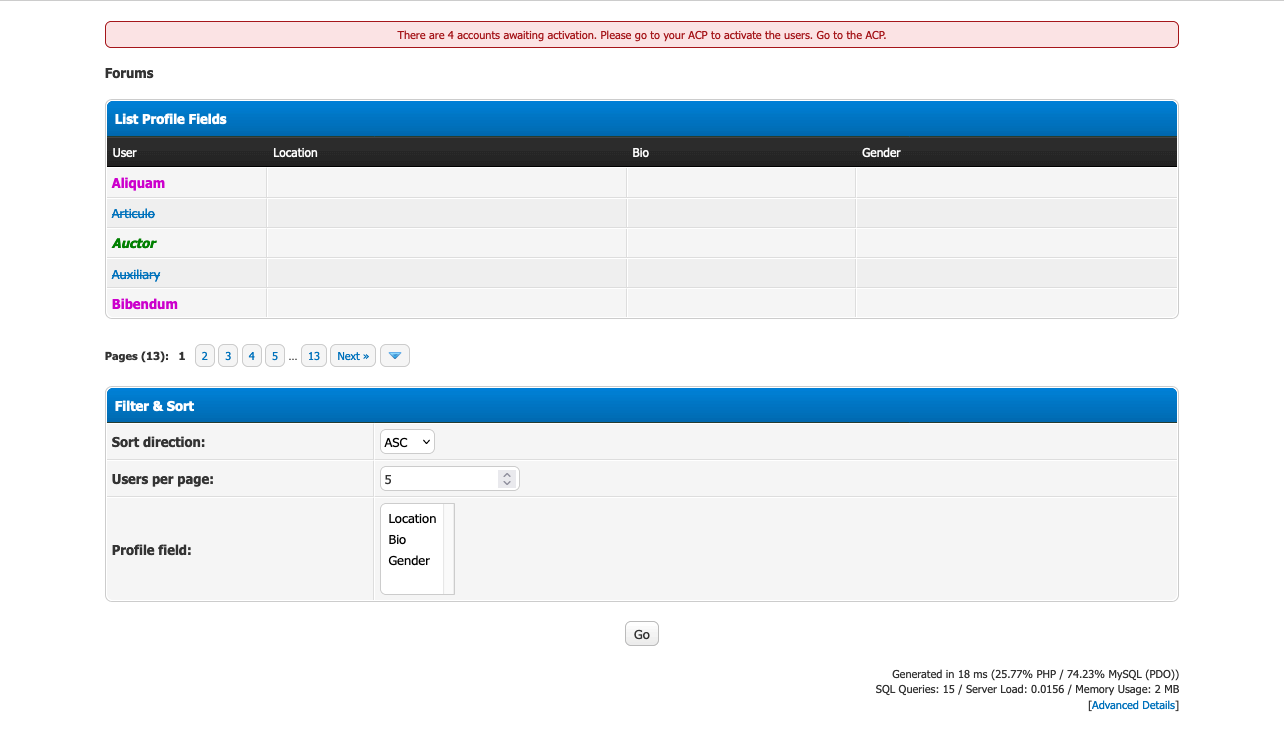 There are 4 accounts awaiting activation. Please go to your ACP to activate the users. Go to the ACP.
Forums
List Profile Fields
User Location Bio Gender
Aliquam
Articulo
Auctor
Auxiliary
Bibendum
Pages (13): 1 2 3 4 5 ... 13 Next »
Filter & Sort
Sort direction: ASC
Users per page: 5
Profile field:
Location
Bio
Gender
Go
Generated in 18 ms (25.77% PHP / 74.23% MySQL (PDO))
SQL Queries: 15 / Server Load: 0.0156 / Memory Usage: 2 MB
[Advanced Details]